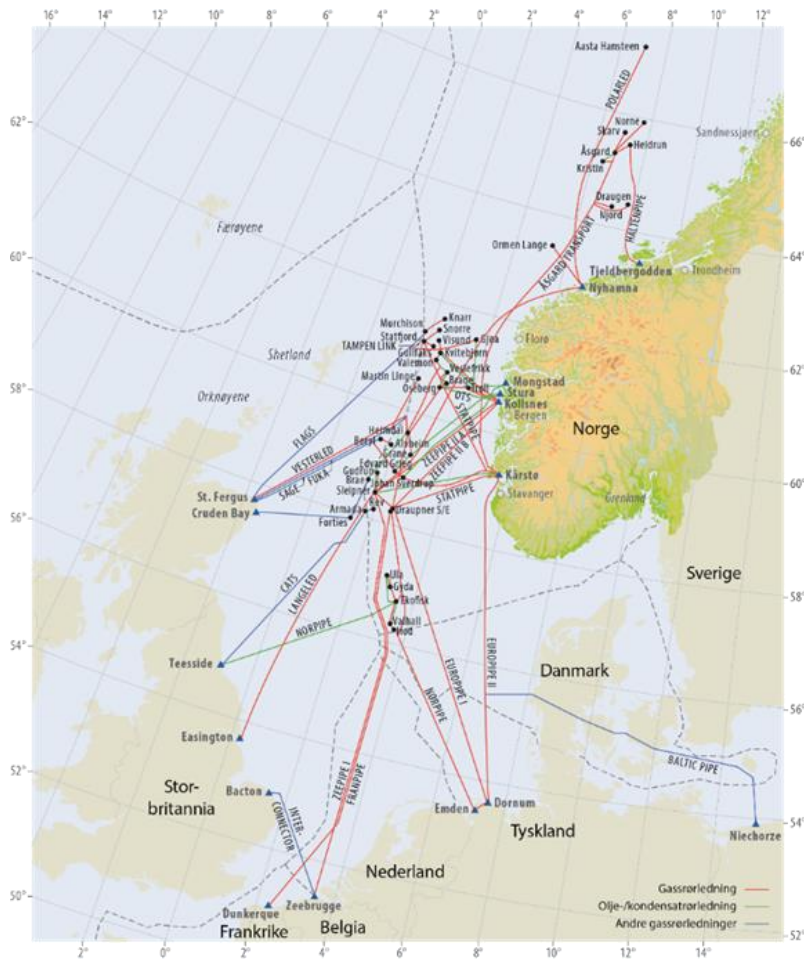 16° 14° 12° 10° 8° 6° 4° 2° 0° 2° 4° 6° 8° 10° 12°
Aasta Hansteen
POLARLED
Norne
Skarv
Sandnessjøen
62°
66°
Åsgard
Heidrun
Kristin
Draugen
Njord
HALTENPIPE
Færøyene
Ormen Lange
ÅSGARD TRANSPORT
60°
64°
Tjeldbergodden
Trondheim
Nyhamna
Knarr
Murchison
Snorre
Statfjord
Visund
Gjøa
Florø
TAMPEN LINK
Gullfaks
Kvitebjørn
Shetland
Valemon
Veslefrikk
62°
Martin Linge
Brage
Mongstad
58°
Oseberg
Troll
Stura
OTS
Kollsnes
Orknøyene
STATPIPE
Bergen
FLAGS
Heimdal
Norge
VESTERLED
Beryl
Alvheim
ZEEPIPE II A
Grane
ZEEPIPE II B
SAGE / FUKA
Edvard Grieg
Gudrun
Kårstø
St. Fergus
Brae
Johan Sverdrup
60°
Sleipner
STATPIPE
Stavanger
Grenland
Cruden Bay
Rev
56°
Armada
Draupner S/E
Forties
Sverige
CATS
LANGELED
Ula
Gyda
Ekofisk
58°
NORPIPE
Valhall
Hod
54°
Teesside
EUROPIPE II
Danmark
EUROPIPE I
NORPIPE
56°
Easington
BALTIC PIPE
52°
Stor-
britannia
ZEEPIPE I
FRANPIPE
Bacton
INTER-
CONNECTOR
Emden
Dornum
Tyskland
54°
Niechorze
Nederland
50°
Gassrørledning
Zeebrugge
Olje-/kondensatrørledning
Dunkerque
Andre gassrørledninger
Frankrike
Belgia
52°
2° 0° 2° 4° 6° 8° 10° 12° 14°